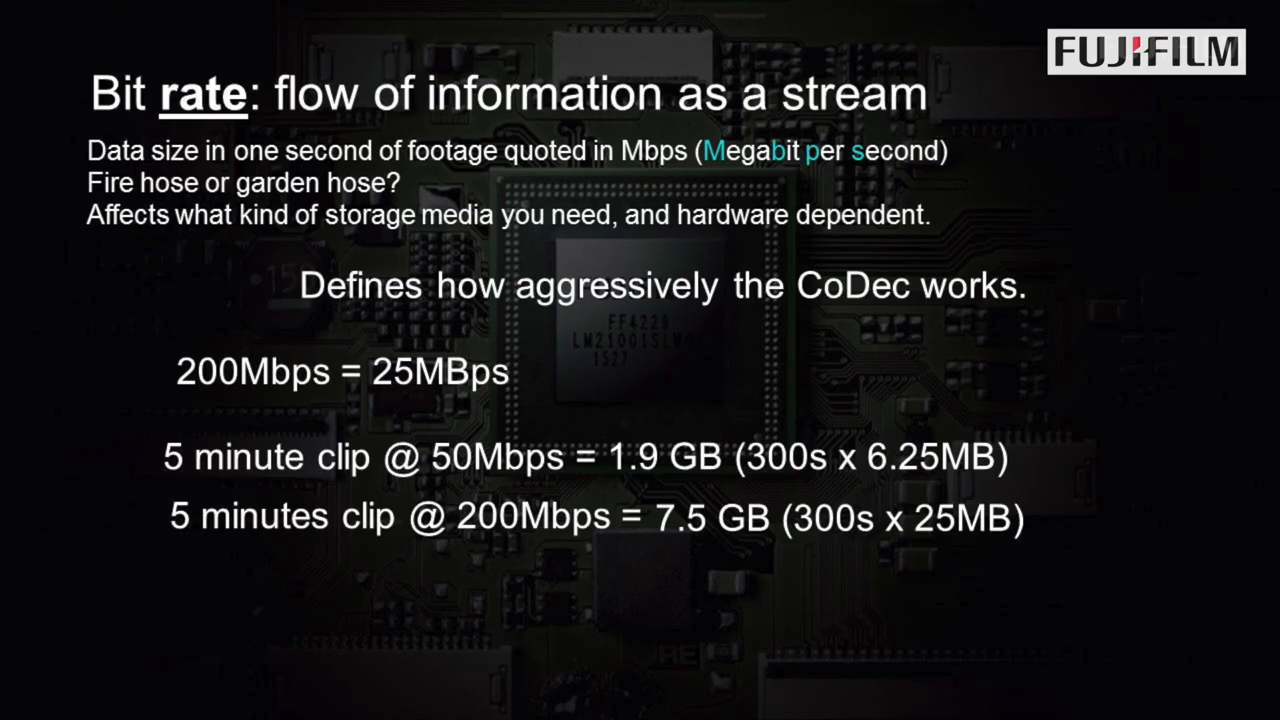 FUJIFILM
Bit rate: flow of information as a stream
Data size in one second of footage quoted in Mbps (Megabit per second)
Fire hose or garden hose?
Affects what kind of storage media you need, and hardware dependent.
Defines how aggressively the CoDec works.
FF4229
1527
200Mbps = 25MBps
5 minute clip @ 50Mbps = 1.9 GB (300s x 6.25MB)
5 minutes clip @ 200Mbps = 7.5 GB (300s x 25MB)